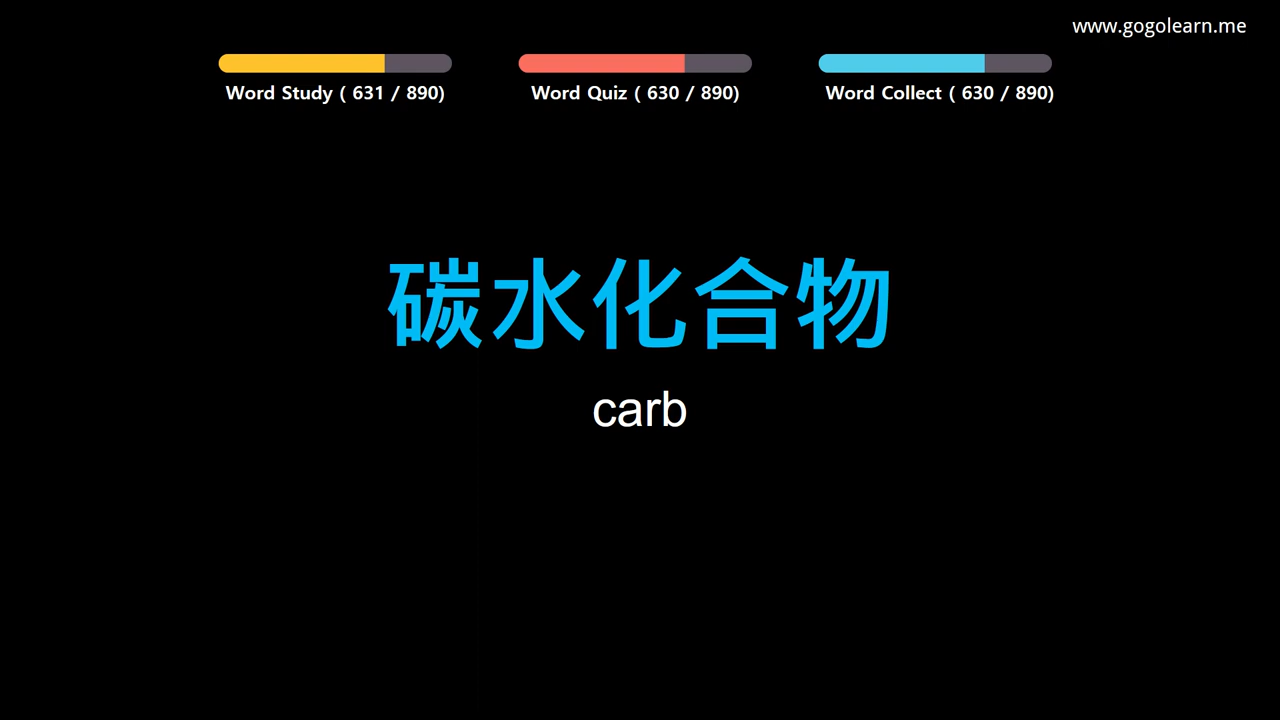 www.gogolearn.me
Word Study ( 631 / 890)
Word Quiz ( 630 / 890)
Word Collect ( 630 / 890)
碳水化合物
carb